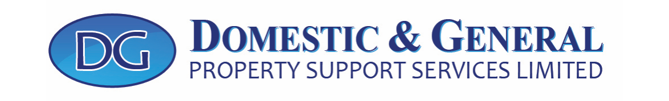 DG
DOMESTIC & GENERAL
PROPERTY SUPPORT SERVICES LIMITED